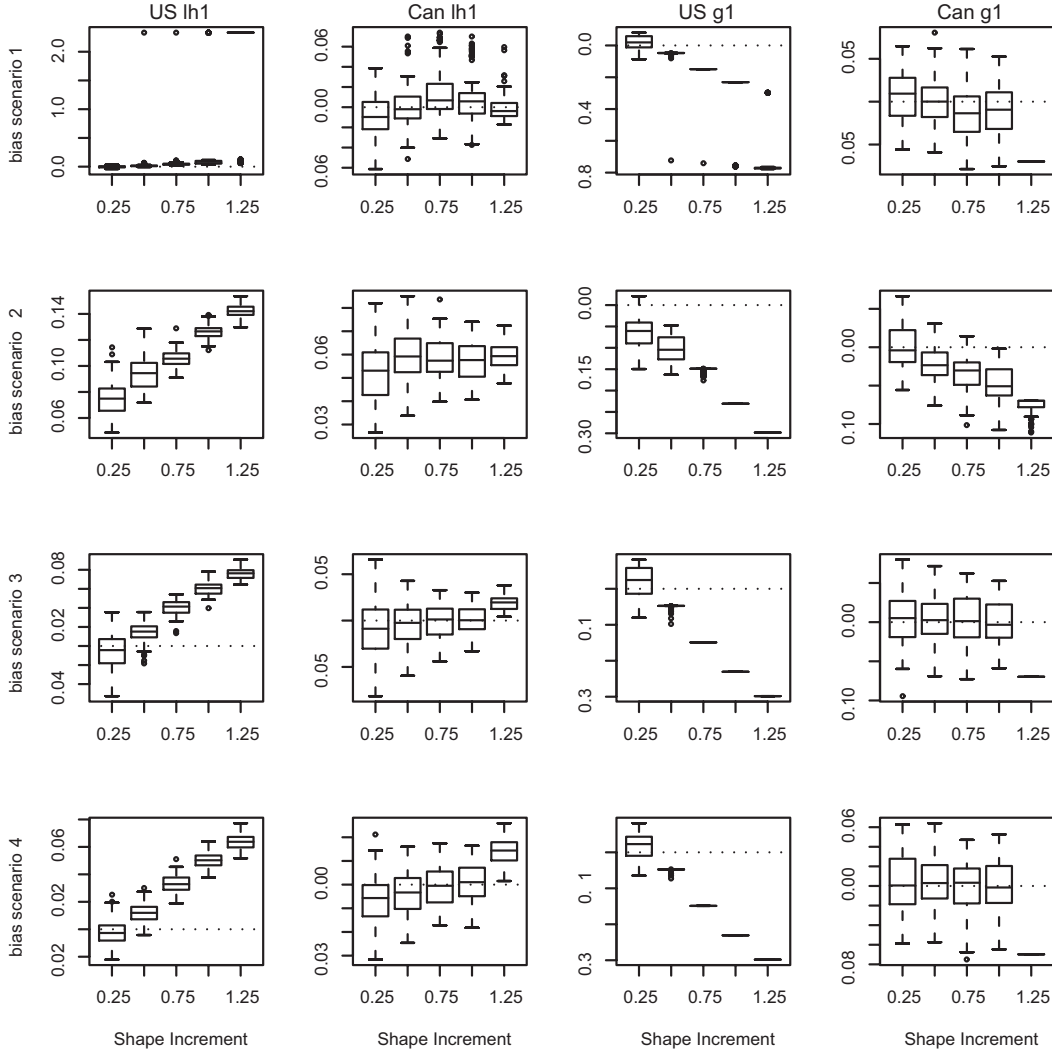 US lh1
Can lh1
US g1
Can g1
bias scenario 1
0.0 1.0 2.0
0.25 0.75 1.25
0.06 0.00 0.06
0.25 0.75 1.25
0.8 0.4 0.0
0.25 0.75 1.25
0.05 0.05
0.25 0.75 1.25
bias scenario 2
0.06 0.10 0.14
0.25 0.75 1.25
0.03 0.06
0.25 0.75 1.25
0.30 0.15 0.00
0.25 0.75 1.25
0.10 0.00
0.25 0.75 1.25
bias scenario 3
0.04 0.02 0.08
0.25 0.75 1.25
0.05 0.05
0.25 0.75 1.25
0.3 0.1
0.25 0.75 1.25
0.10 0.00
0.25 0.75 1.25
bias scenario 4
0.02 0.02 0.06
0.25 0.75 1.25
0.03 0.00
0.25 0.75 1.25
0.3 0.1
0.25 0.75 1.25
0.08 0.00 0.06
0.25 0.75 1.25
Shape Increment
Shape Increment
Shape Increment
Shape Increment